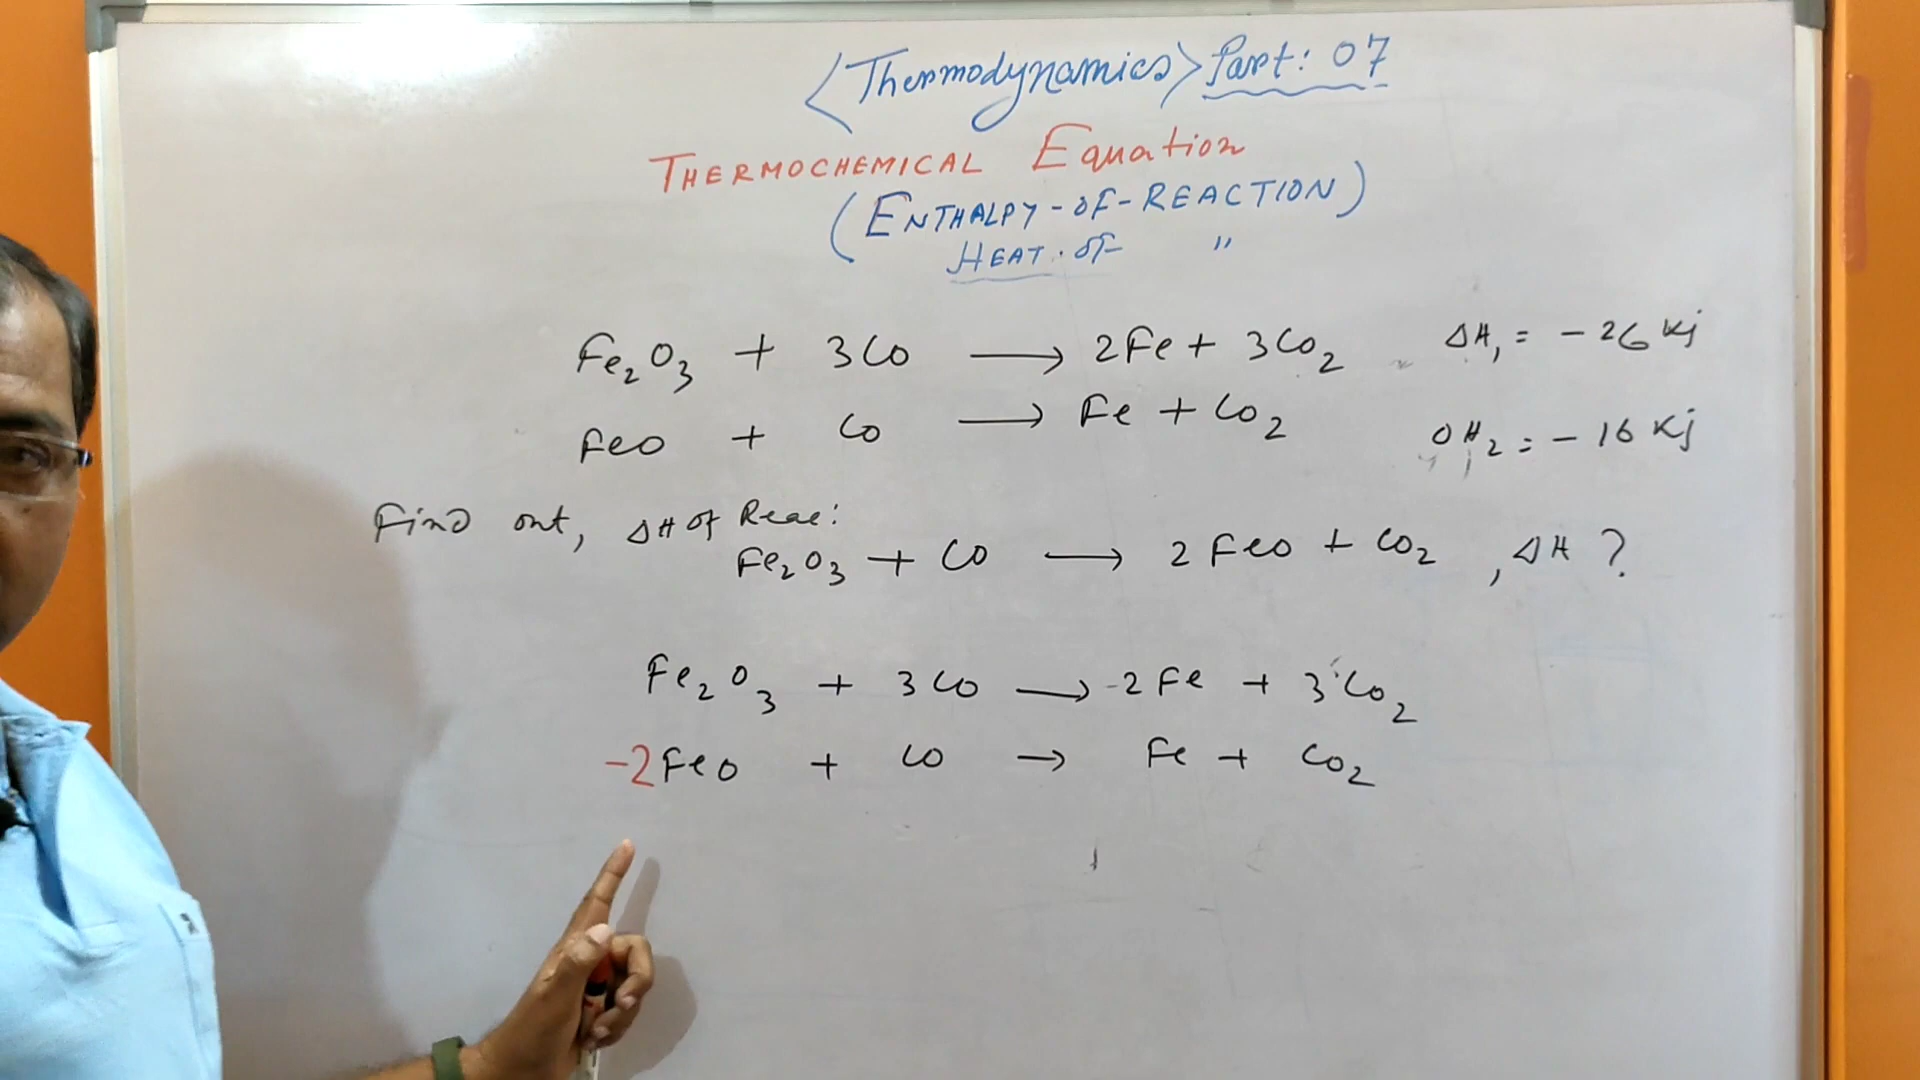 <Thermodynamics> Part: 07
THERMOCHEMICAL Equation
(ENTHALPY-OF-REACTION)
HEAT. OF "
Fe₂O₃ + 3CO ⟶ 2Fe + 3CO₂ ΔH₁ = -26 kj
FeO + CO ⟶ Fe + CO₂ ΔH₂ = -16 kj
Find out, ΔH of Reac:
Fe₂O₃ + CO ⟶ 2FeO + CO₂, ΔH ?
Fe₂O₃ + 3CO ⟶ 2Fe + 3CO₂
-2FeO + CO → Fe + CO₂